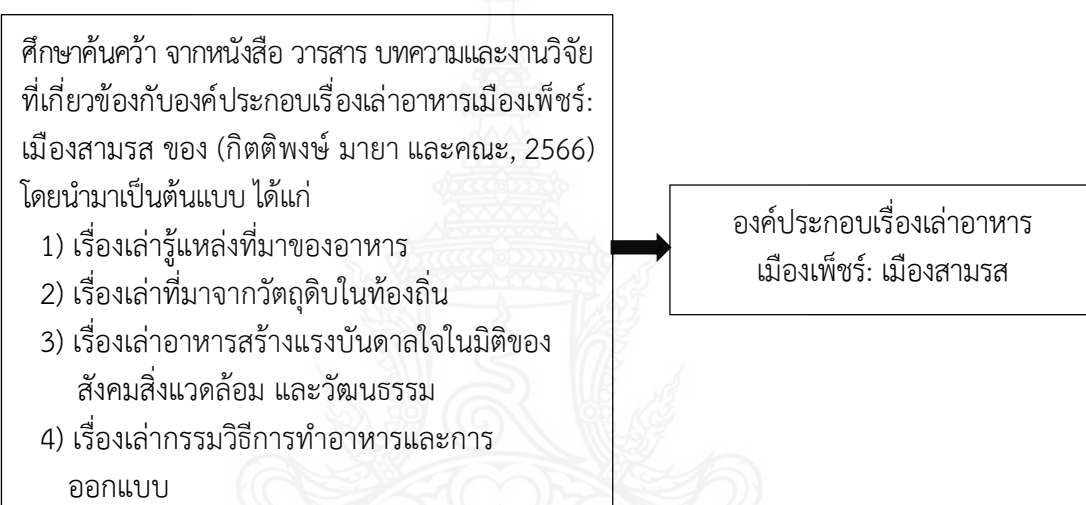 ศึกษาค้นคว้า จากหนังสือ วารสาร บทความและงานวิจัย
ที่เกี่ยวข้องกับองค์ประกอบเรื่องเล่าอาหารเมืองเพ็ชร์:
เมืองสามรส ของ (กิตติพงษ์ มายา และคณะ, 2566)
โดยนำมาเป็นต้นแบบ ได้แก่
1) เรื่องเล่ารู้แหล่งที่มาของอาหาร
2) เรื่องเล่าที่มาจากวัตถุดิบในท้องถิ่น
3) เรื่องเล่าอาหารสร้างแรงบันดาลใจในมิติของ
สังคมสิ่งแวดล้อม และวัฒนธรรม
4) เรื่องเล่ากรรมวิธีการทำอาหารและการ
ออกแบบ
องค์ประกอบเรื่องเล่าอาหาร
เมืองเพ็ชร์: เมืองสามรส